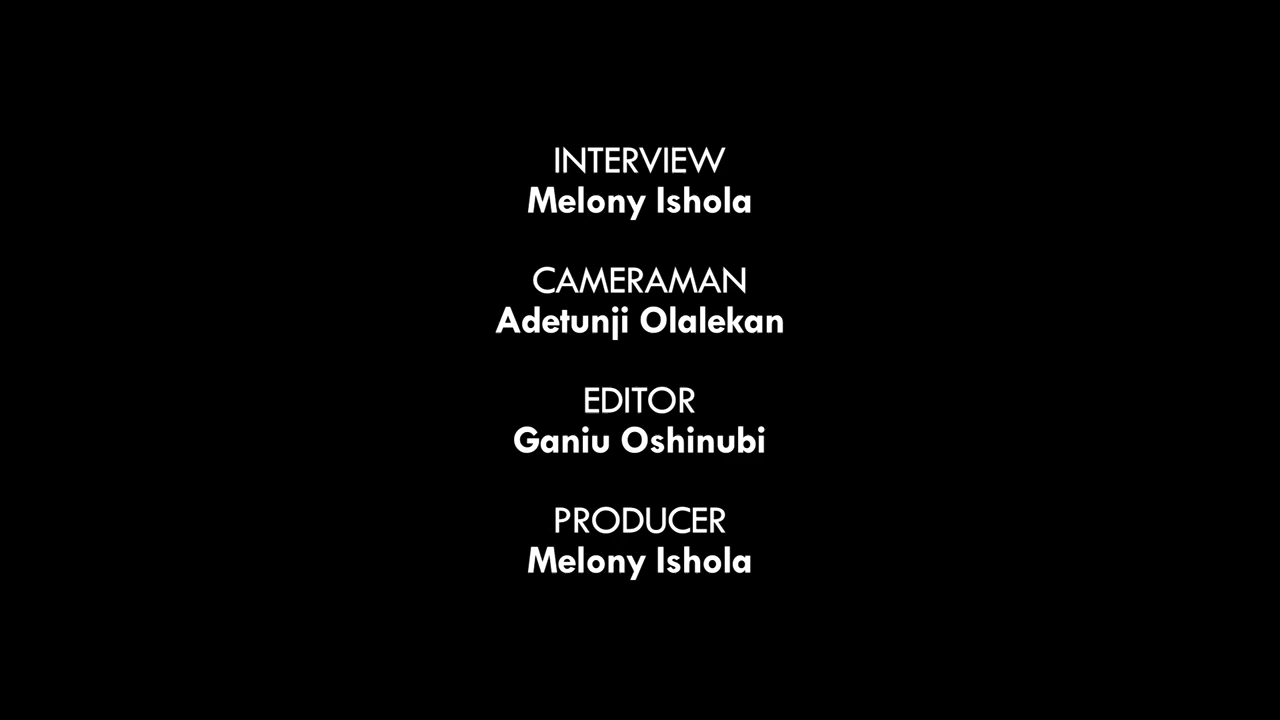 INTERVIEW
Melony Ishola
CAMERAMAN
Adetunji Olalekan
EDITOR
Ganiu Oshinubi
PRODUCER
Melony Ishola